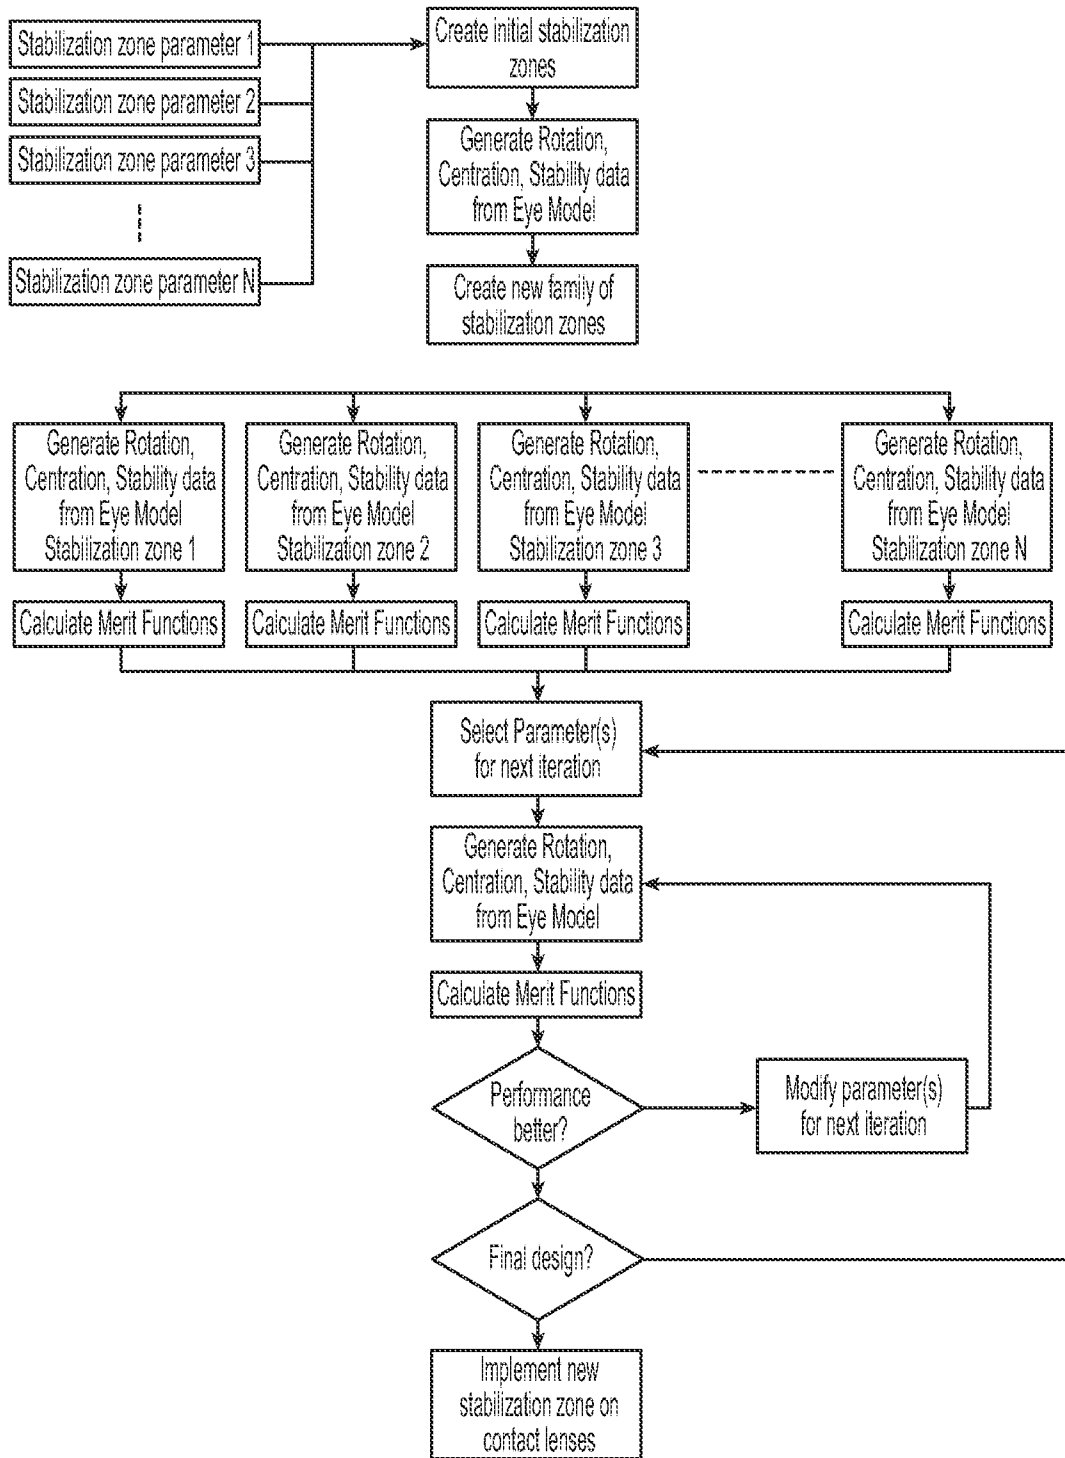 Stabilization zone parameter 1
Stabilization zone parameter 2
Stabilization zone parameter 3
Stabilization zone parameter N
Create initial stabilization
zones
Generate Rotation,
Centration, Stability data
from Eye Model
Create new family of
stabilization zones
Generate Rotation,
Centration, Stability data
from Eye Model
Stabilization zone 1
Generate Rotation,
Centration, Stability data
from Eye Model
Stabilization zone 2
Generate Rotation,
Centration, Stability data
from Eye Model
Stabilization zone 3
Generate Rotation,
Centration, Stability data
from Eye Model
Stabilization zone N
Calculate Merit Functions
Calculate Merit Functions
Calculate Merit Functions
Calculate Merit Functions
Select Parameter(s)
for next iteration
Generate Rotation,
Centration, Stability data
from Eye Model
Calculate Merit Functions
Performance
better?
Modify parameter(s)
for next iteration
Final design?
Implement new
stabilization zone on
contact lenses